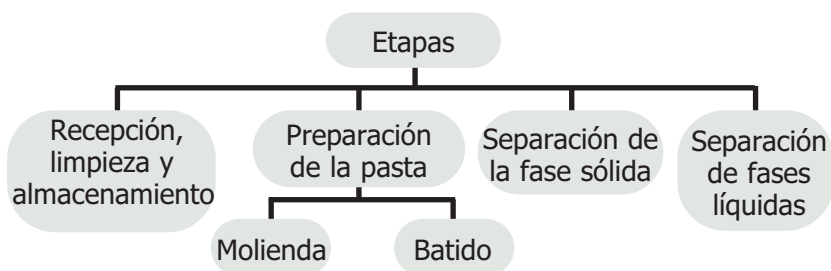 Etapas
Recepción,
limpieza y
almacenamiento
Preparación
de la pasta
Separación de
la fase sólida
Separación
de fases
líquidas
Molienda
Batido